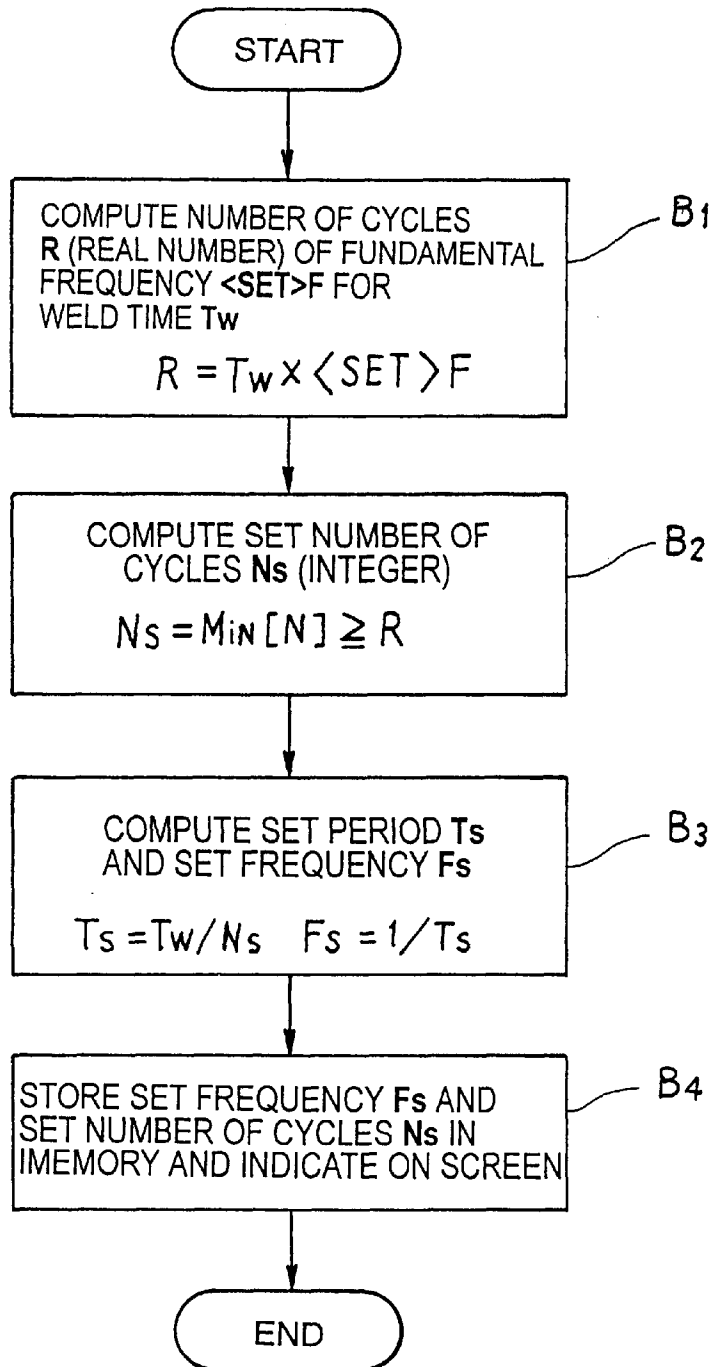 START
COMPUTE NUMBER OF CYCLES
R (REAL NUMBER) OF FUNDAMENTAL
FREQUENCY <SET>F FOR
WELD TIME Tw
R = Tw x 〈SET〉F
B1
COMPUTE SET NUMBER OF
CYCLES Ns (INTEGER)
Ns = MiN [N] ≧ R
B2
COMPUTE SET PERIOD Ts
AND SET FREQUENCY Fs
Ts = Tw/Ns Fs = 1/Ts
B3
STORE SET FREQUENCY Fs AND
SET NUMBER OF CYCLES Ns IN
IMEMORY AND INDICATE ON SCREEN
B4
END